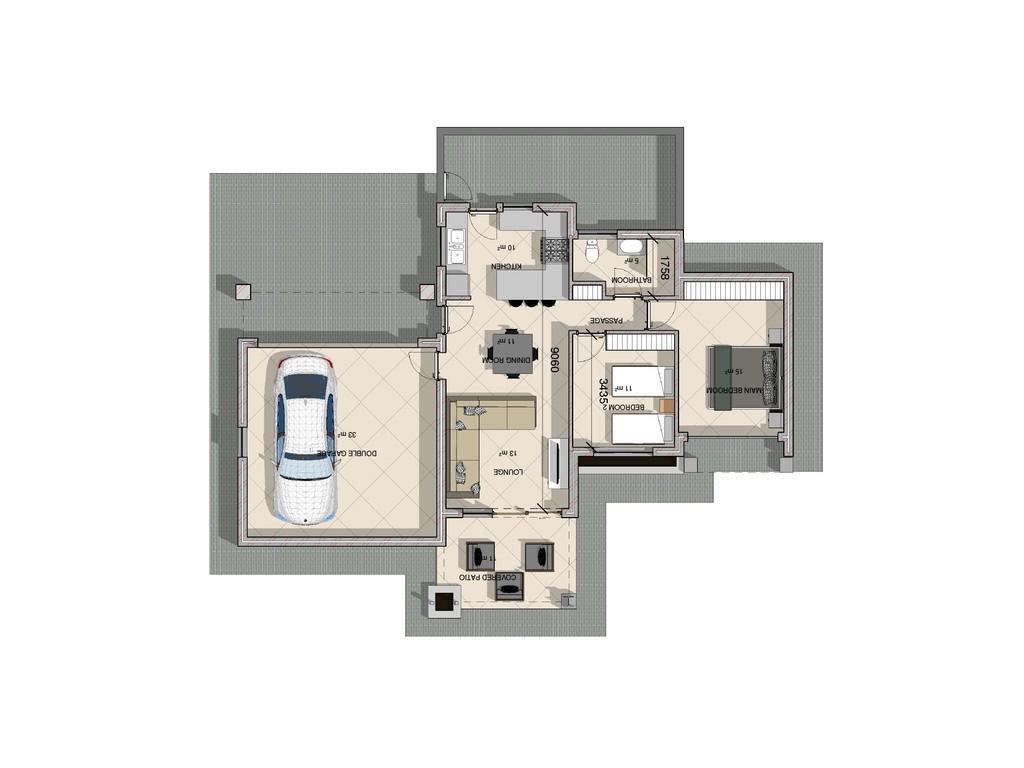 10 m²
KITCHEN
5 m²
BATHROOM
1758
PASSAGE
11 m²
DINING ROOM
9060
15 m²
MAIN BEDROOM
11 m²
BEDROOM 2
3435
33 m²
DOUBLE GARAGE
13 m²
LOUNGE
11 m²
COVERED PATIO